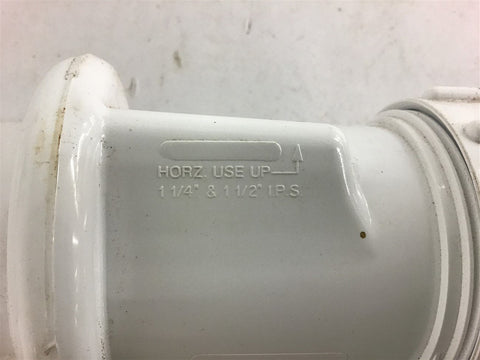 HORZ. USE UP
1 1/4" & 1 1/2" I.P.S.